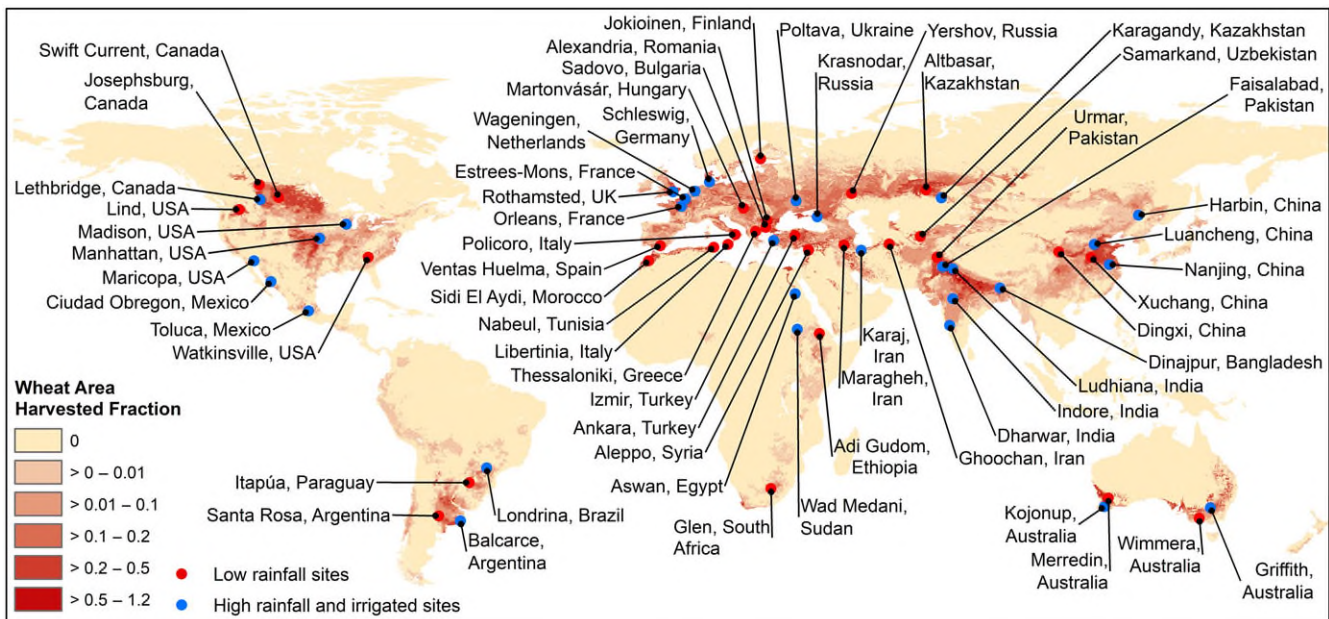 Swift Current, Canada
Josephsburg,
Canada
Lethbridge, Canada
Lind, USA
Madison, USA
Manhattan, USA
Maricopa, USA
Ciudad Obregon, Mexico
Toluca, Mexico
Watkinsville, USA
Jokioinen, Finland
Alexandria, Romania
Sadovo, Bulgaria
Martonvásár, Hungary
Schleswig,
Germany
Wageningen,
Netherlands
Estrees-Mons, France
Rothamsted, UK
Orleans, France
Policoro, Italy
Ventas Huelma, Spain
Sidi El Aydi, Morocco
Nabeul, Tunisia
Libertinia, Italy
Thessaloniki, Greece
Izmir, Turkey
Ankara, Turkey
Aleppo, Syria
Aswan, Egypt
Poltava, Ukraine
Krasnodar,
Russia
Yershov, Russia
Altbasar,
Kazakhstan
Karagandy, Kazakhstan
Samarkand, Uzbekistan
Faisalabad,
Pakistan
Urmar,
Pakistan
Harbin, China
Luancheng, China
Nanjing, China
Xuchang, China
Dingxi, China
Dinajpur, Bangladesh
Ludhiana, India
Indore, India
Dharwar, India
Ghoochan, Iran
Karaj,
Iran
Maragheh,
Iran
Adi Gudom,
Ethiopia
Wad Medani,
Sudan
Glen, South
Africa
Itapúa, Paraguay
Santa Rosa, Argentina
Londrina, Brazil
Balcarce,
Argentina
Kojonup,
Australia
Merredin,
Australia
Wimmera,
Australia
Griffith,
Australia
Wheat Area
Harvested Fraction
0
> 0 – 0.01
> 0.01 – 0.1
> 0.1 – 0.2
> 0.2 – 0.5
> 0.5 – 1.2
Low rainfall sites
High rainfall and irrigated sites